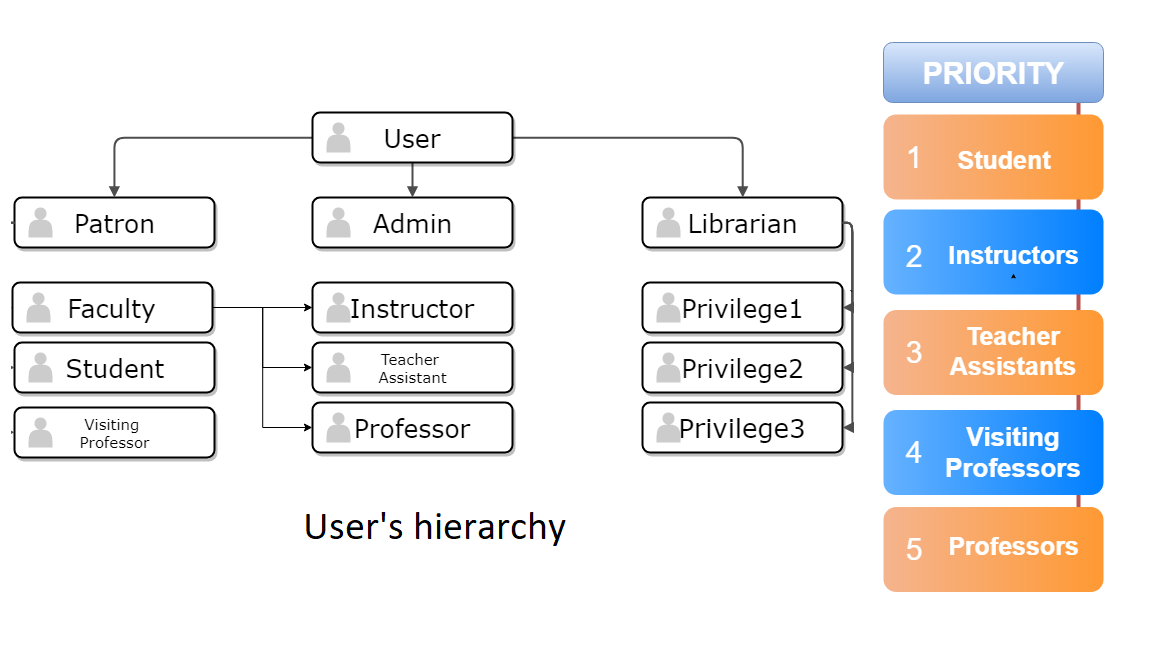 User
Patron
Admin
Librarian
Faculty
Instructor
Privilege1
Student
Teacher
Assistant
Privilege2
Visiting
Professor
Professor
Privilege3
User's hierarchy
PRIORITY
1 Student
2 Instructors
3 Teacher
Assistants
4 Visiting
Professors
5 Professors